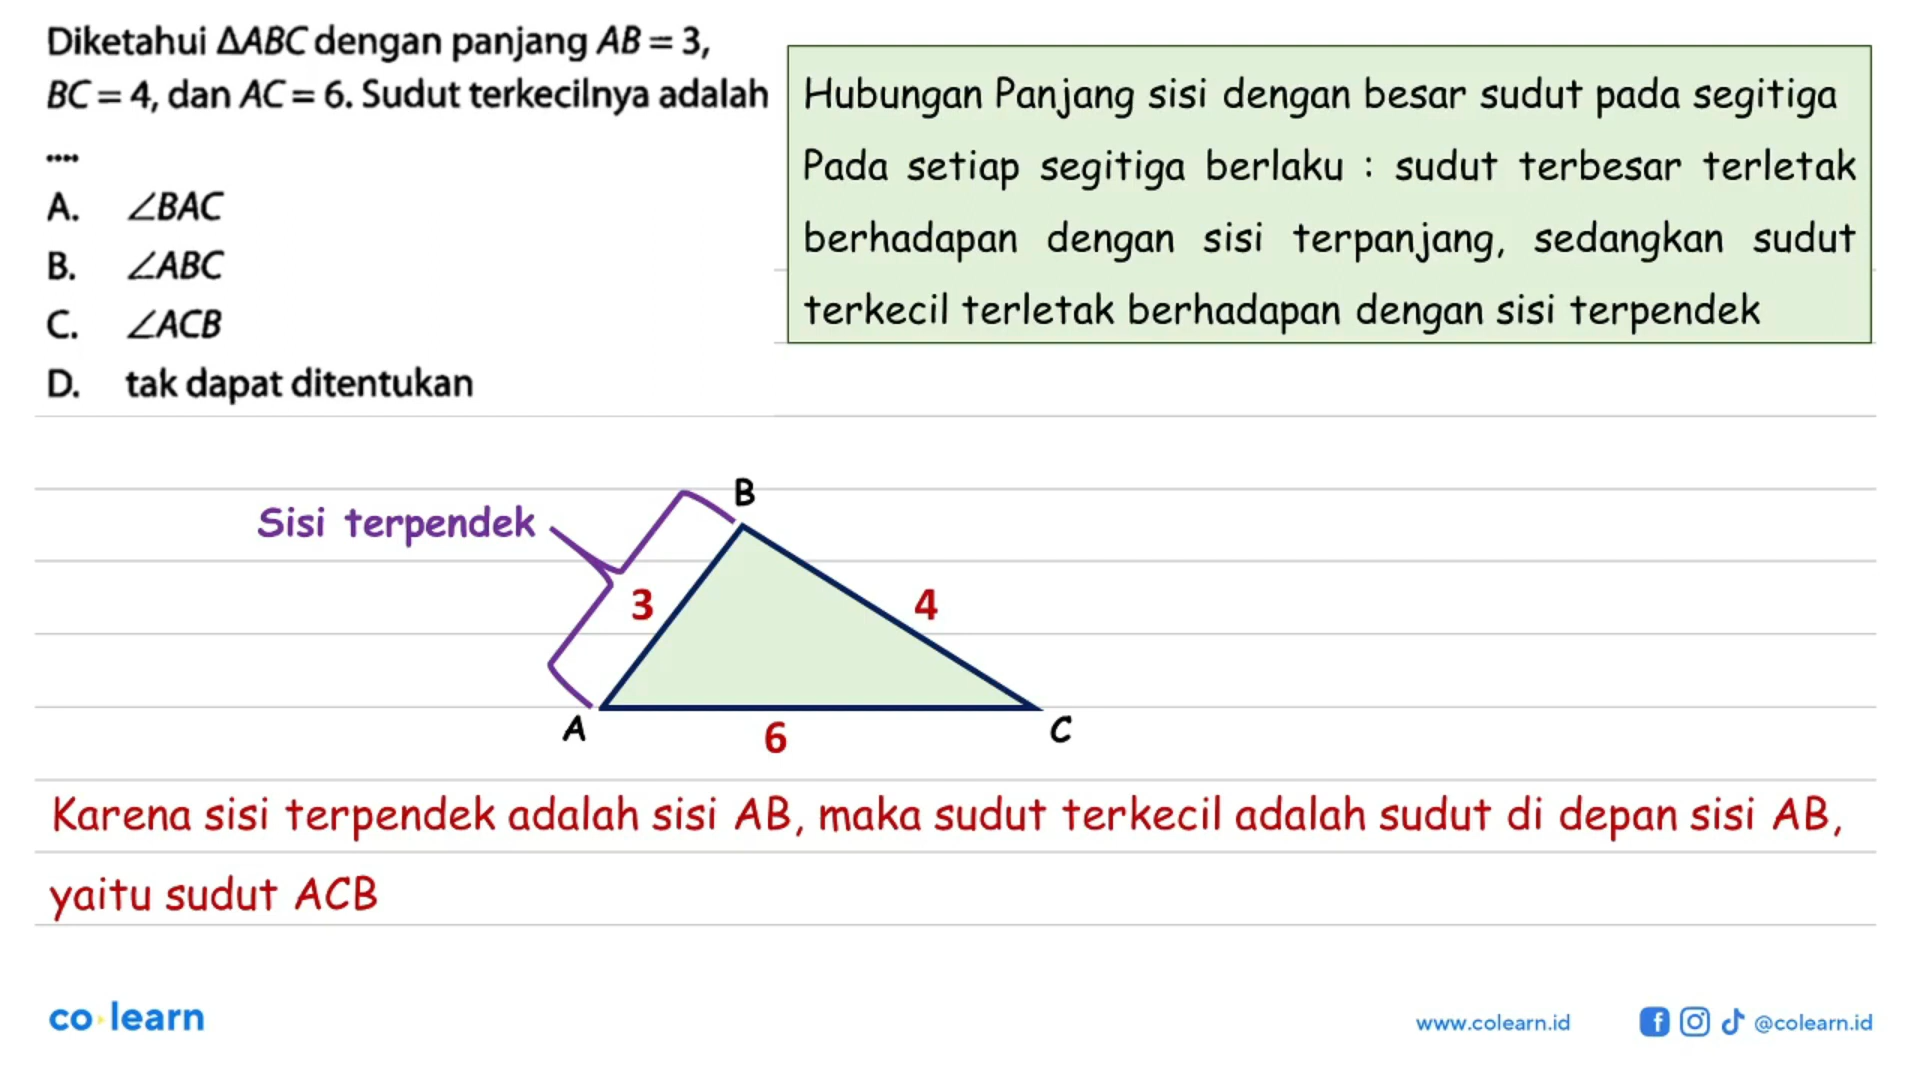 Diketahui ΔABC dengan panjang AB = 3,
BC = 4, dan AC = 6. Sudut terkecilnya adalah
....
A. ∠BAC
B. ∠ABC
C. ∠ACB
D. tak dapat ditentukan
Hubungan Panjang sisi dengan besar sudut pada segitiga
Pada setiap segitiga berlaku : sudut terbesar terletak
berhadapan dengan sisi terpanjang, sedangkan sudut
terkecil terletak berhadapan dengan sisi terpendek
B
Sisi terpendek
3
4
A
6
C
Karena sisi terpendek adalah sisi AB, maka sudut terkecil adalah sudut di depan sisi AB,
yaitu sudut ACB
co learn
www.colearn.id
@colearn.id